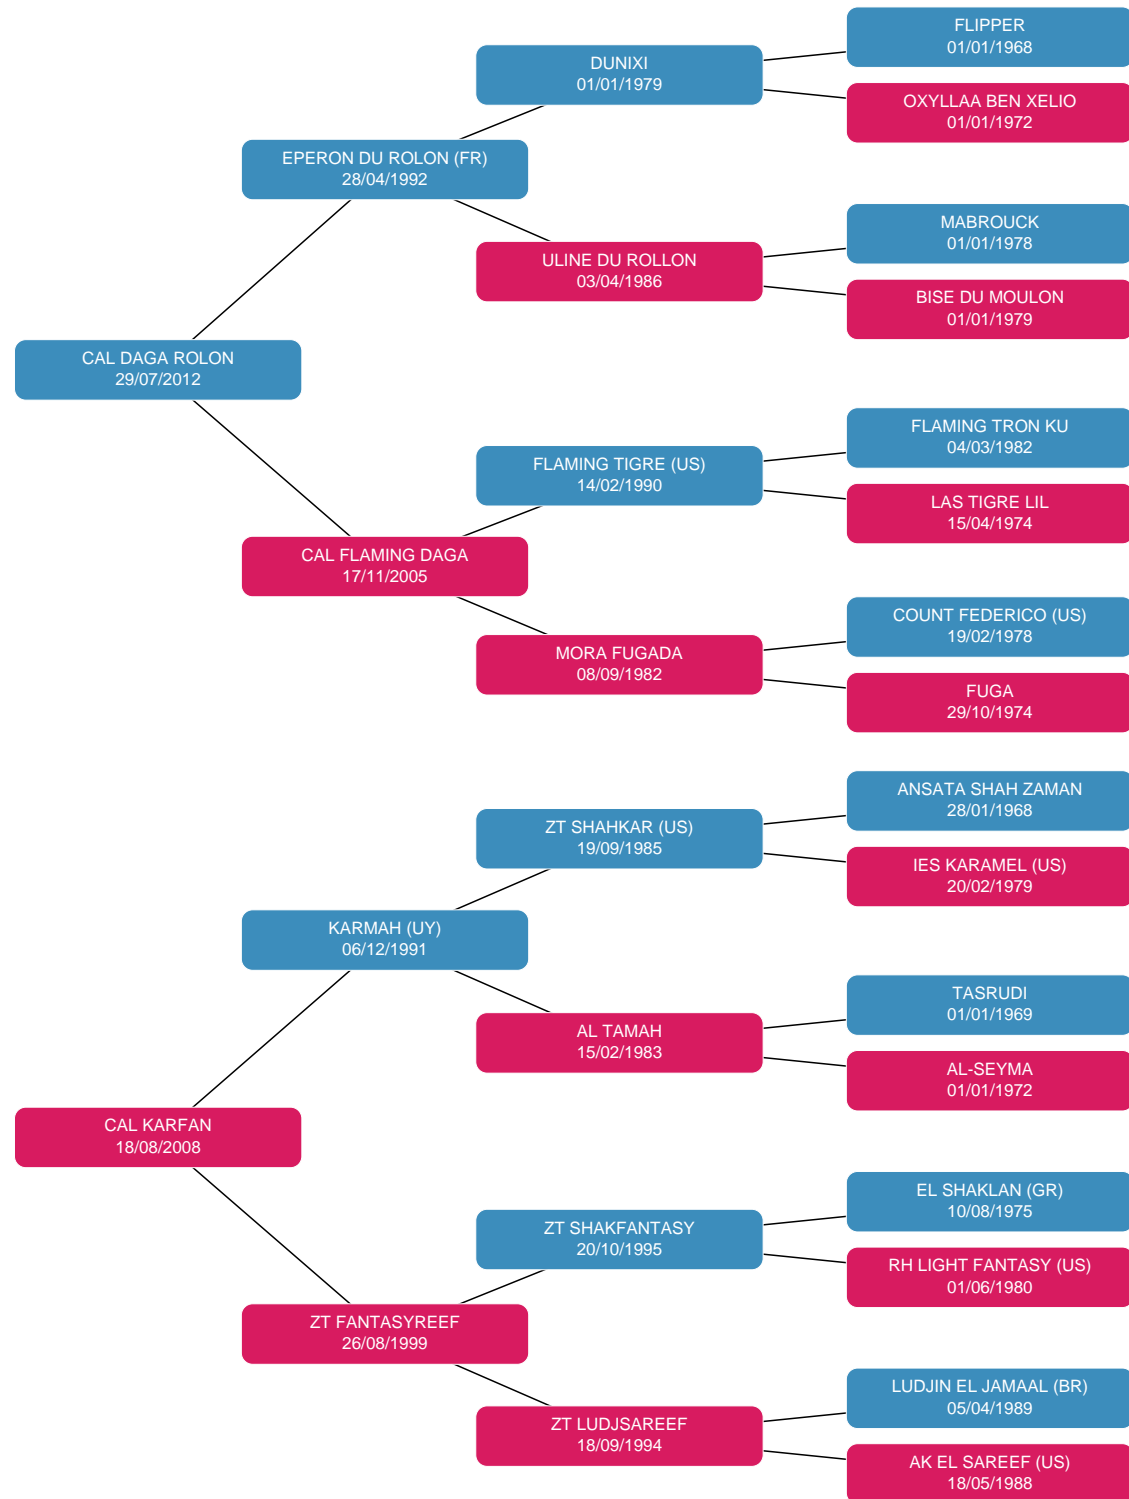 FLIPPER
01/01/1968
DUNIXI
01/01/1979
OXYLLAA BEN XELIO
01/01/1972
EPERON DU ROLON (FR)
28/04/1992
MABROUCK
01/01/1978
ULINE DU ROLLON
03/04/1986
BISE DU MOULON
01/01/1979
CAL DAGA ROLON
29/07/2012
FLAMING TRON KU
04/03/1982
FLAMING TIGRE (US)
14/02/1990
LAS TIGRE LIL
15/04/1974
CAL FLAMING DAGA
17/11/2005
COUNT FEDERICO (US)
19/02/1978
MORA FUGADA
08/09/1982
FUGA
29/10/1974
ANSATA SHAH ZAMAN
28/01/1968
ZT SHAHKAR (US)
19/09/1985
IES KARAMEL (US)
20/02/1979
KARMAH (UY)
06/12/1991
TASRUDI
01/01/1969
AL TAMAH
15/02/1983
AL-SEYMA
01/01/1972
CAL KARFAN
18/08/2008
EL SHAKLAN (GR)
10/08/1975
ZT SHAKFANTASY
20/10/1995
RH LIGHT FANTASY (US)
01/06/1980
ZT FANTASYREEF
26/08/1999
LUDJIN EL JAMAAL (BR)
05/04/1989
ZT LUDJSAREEF
18/09/1994
AK EL SAREEF (US)
18/05/1988